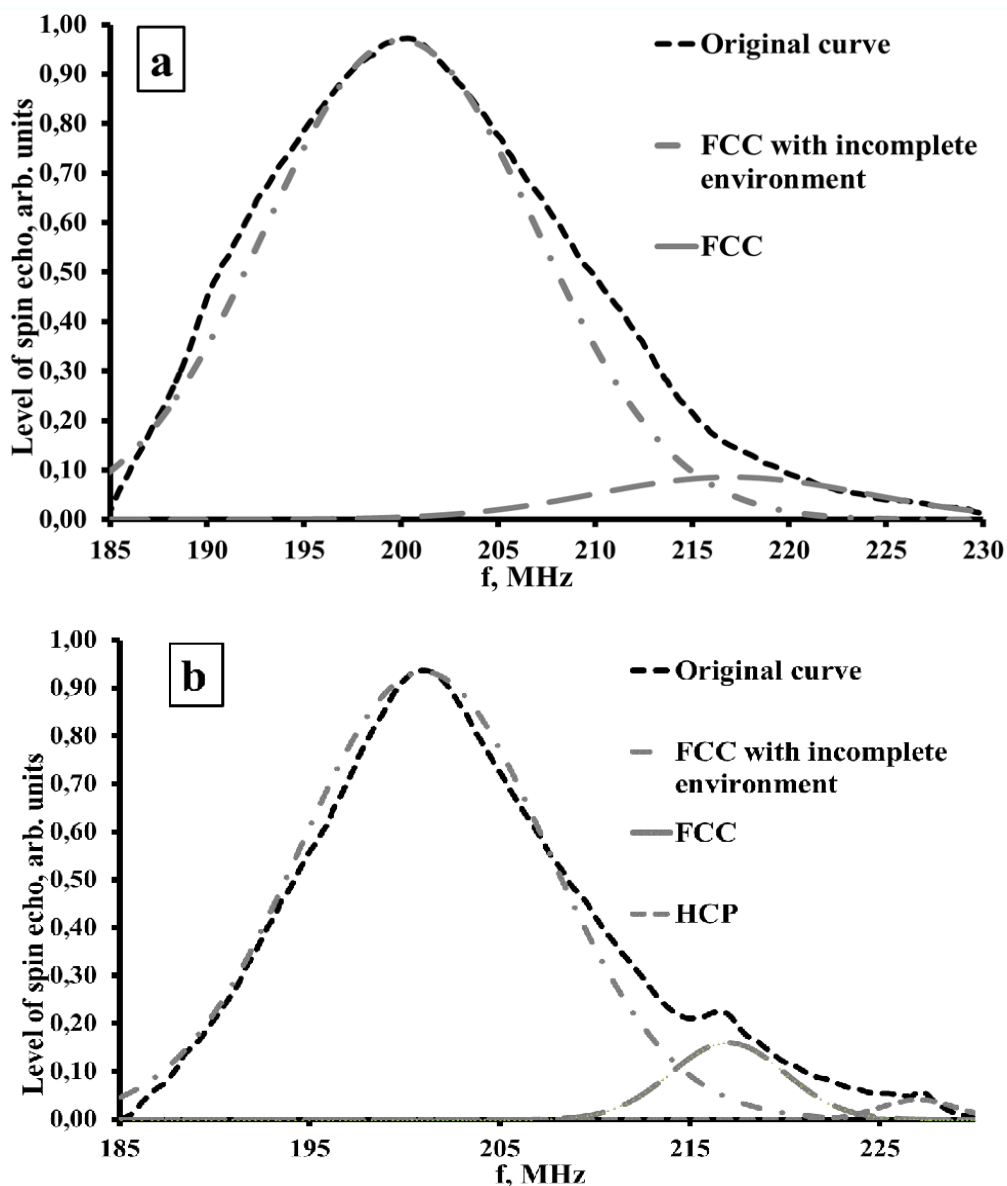 a
Level of spin echo, arb. units
1,00
0,90
0,80
0,70
0,60
0,50
0,40
0,30
0,20
0,10
0,00
Original curve
FCC with incomplete
environment
FCC
185 190 195 200 205 210 215 220 225 230
f, MHz
b
Level of spin echo, arb. units
1,00
0,90
0,80
0,70
0,60
0,50
0,40
0,30
0,20
0,10
0,00
Original curve
FCC with incomplete
environment
FCC
HCP
185 195 205 215 225
f, MHz